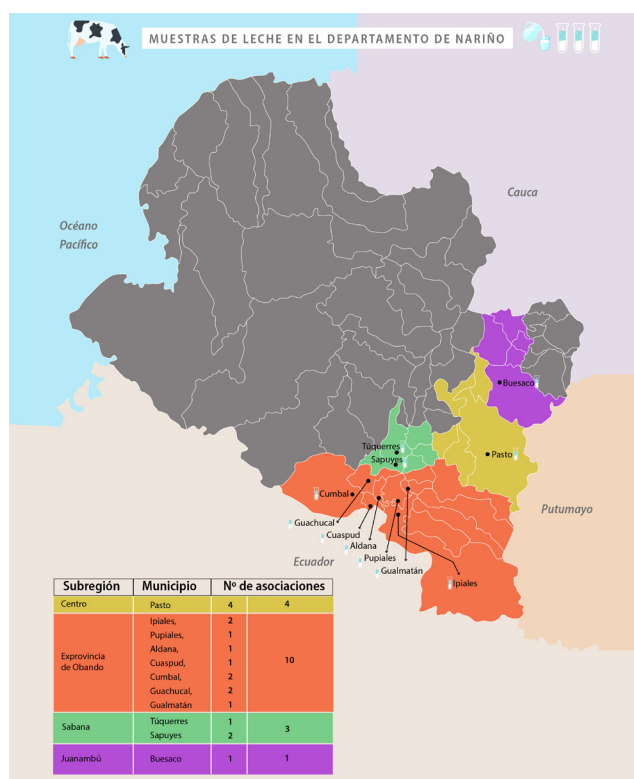 MUESTRAS DE LECHE EN EL DEPARTAMENTO DE NARIÑO
Océano
Pacífico
Cauca
Buesaco
Túquerres
Sapuyes
Pasto
Cumbal
Guachucal
Cuaspud
Aldana
Pupiales
Gualmatán
Ipiales
Putumayo
Ecuador
Subregión Municipio Nº de asociaciones
Centro Pasto 4 4
Exprovincia
de Obando
Ipiales, 2
Pupiales, 1
Aldana, 1
Cuaspud, 1
Cumbal, 2
Guachucal, 2
Gualmatán 1
10
Sabana
Túquerres 1
Sapuyes 2
3
Juanambú Buesaco 1 1